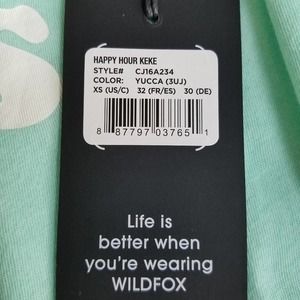 HAPPY HOUR KEKE
STYLE# CJ16A234
COLOR: YUCCA (3UJ)
XS (US/C) 32 (FR/ES) 30 (DE)
8 87797 03765 1
Life is
better when
you're wearing
WILDFOX